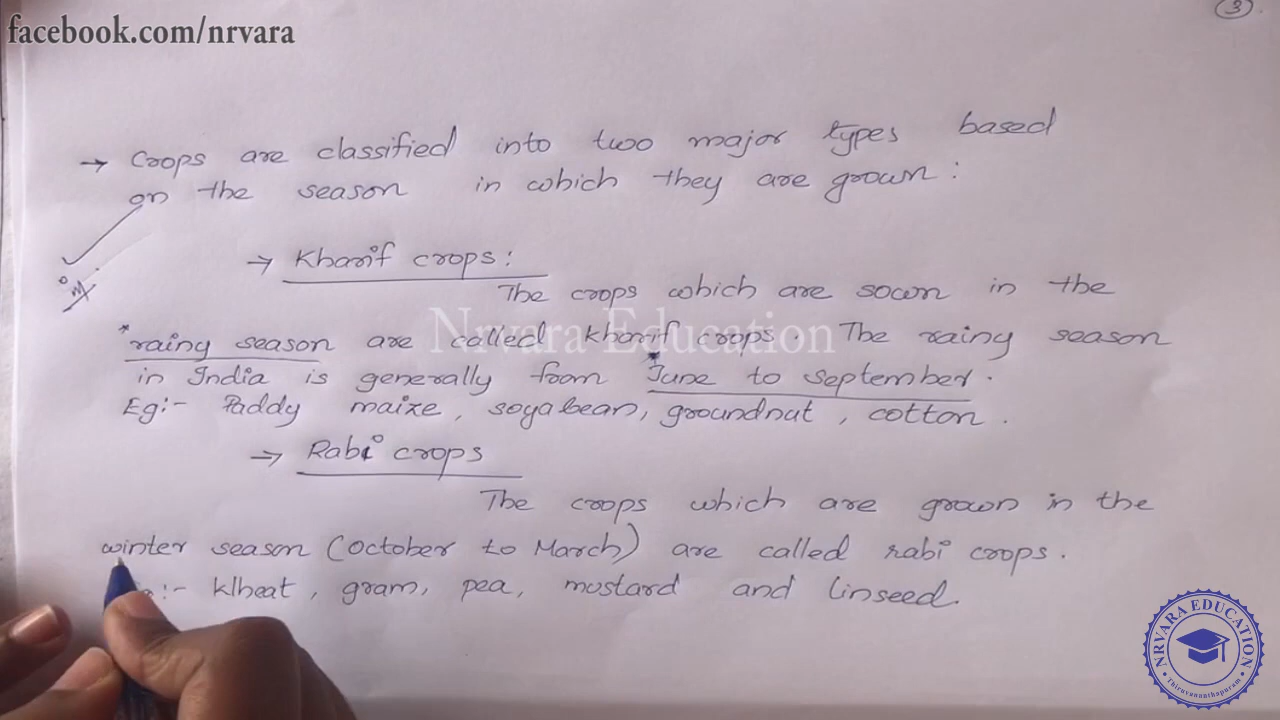 facebook.com/nrvara
3
→ Crops are classified into two major types based
on the season in which they are grown:
→ Kharif crops:
The crops which are sown in the
*rainy season are called kharif crops. The rainy season
in India is generally from *June to September.
Eg:- Paddy maize, soyabean, groundnut, cotton.
→ Rabi crops
The crops which are grown in the
winter season (October to March) are called rabi crops.
:- Wheat, gram, pea, mustard and linseed.
Nrvara Education
NRVARA EDUCATION
Thiruvananthapuram